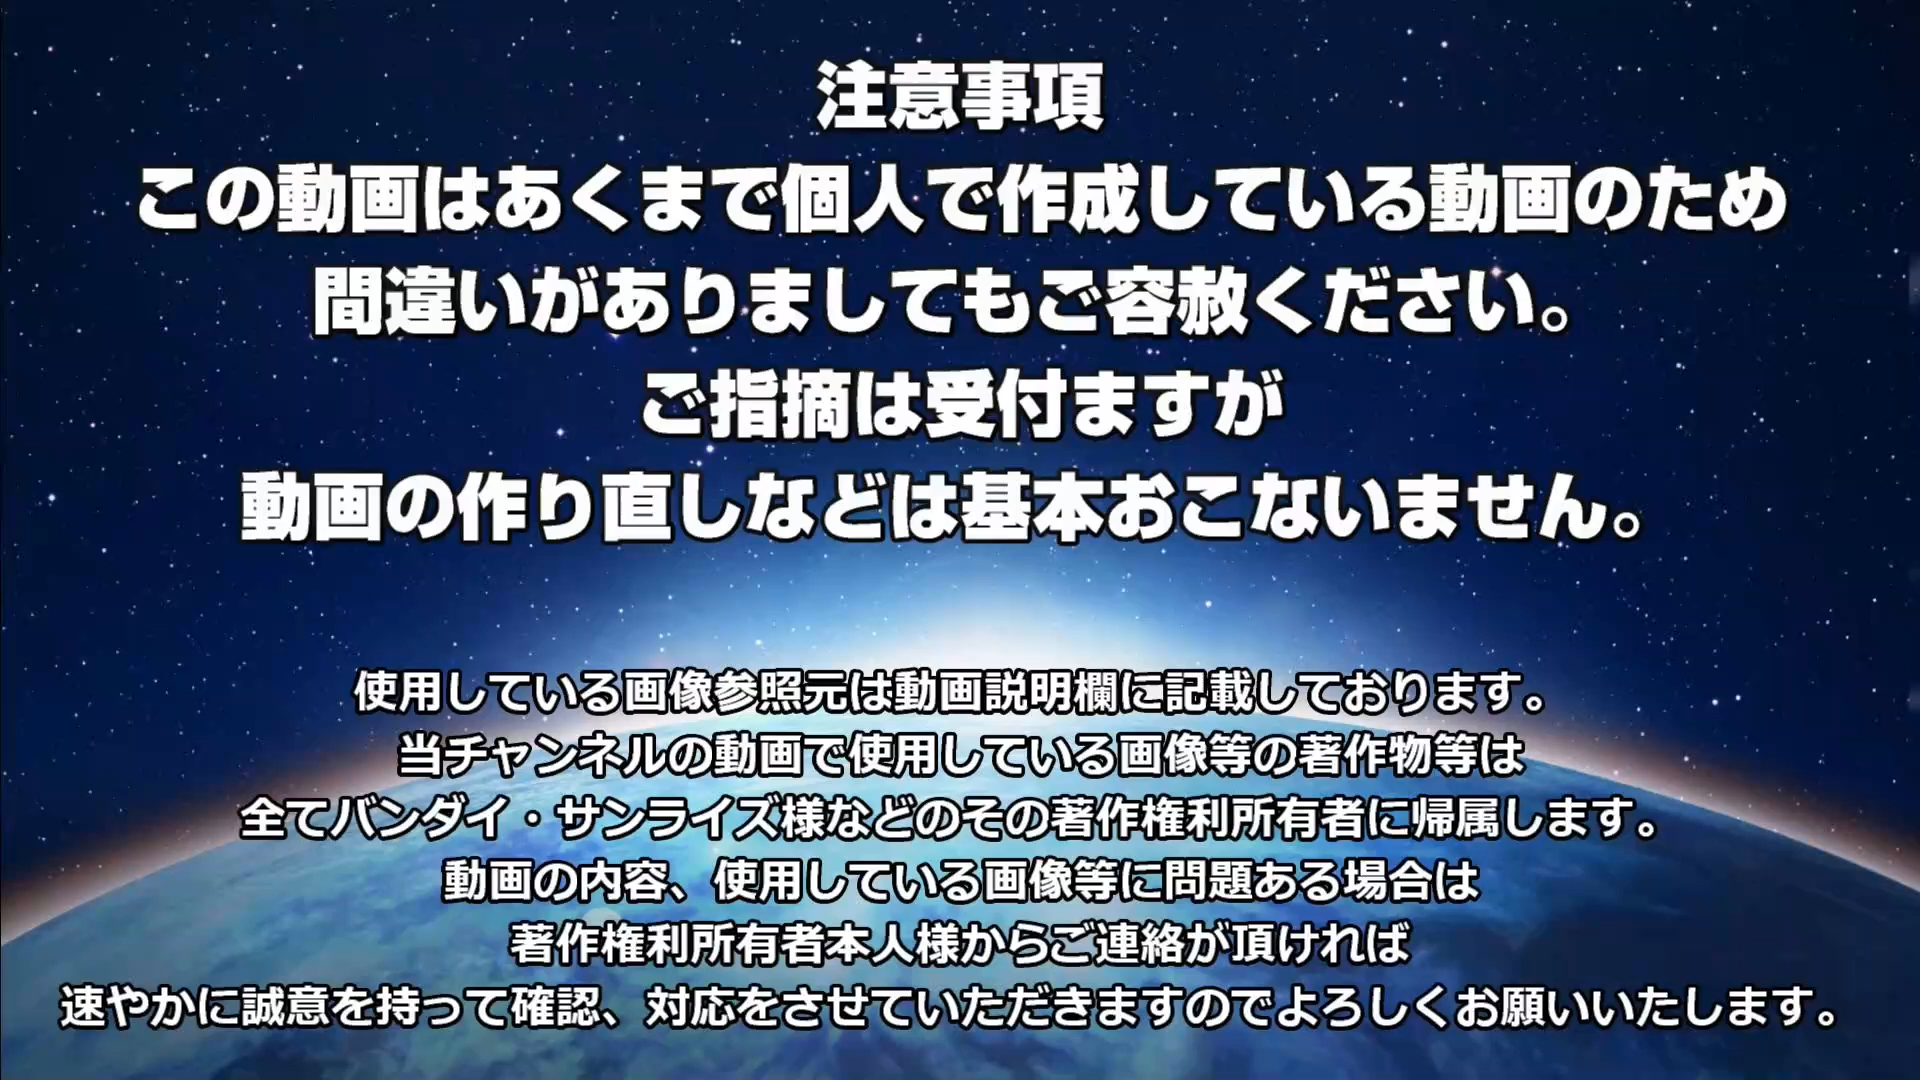 注意事項
この動画はあくまで個人で作成している動画のため
間違いがありましてもご容赦ください。
ご指摘は受付ますが
動画の作り直しなどは基本おこないません。
使用している画像参照元は動画説明欄に記載しております。
当チャンネルの動画で使用している画像等の著作物等は
全てバンダイ・サンライズ様などのその著作権利所有者に帰属します。
動画の内容、使用している画像等に問題ある場合は
著作権利所有者本人様からご連絡が頂ければ
速やかに誠意を持って確認、対応をさせていただきますのでよろしくお願いいたします。